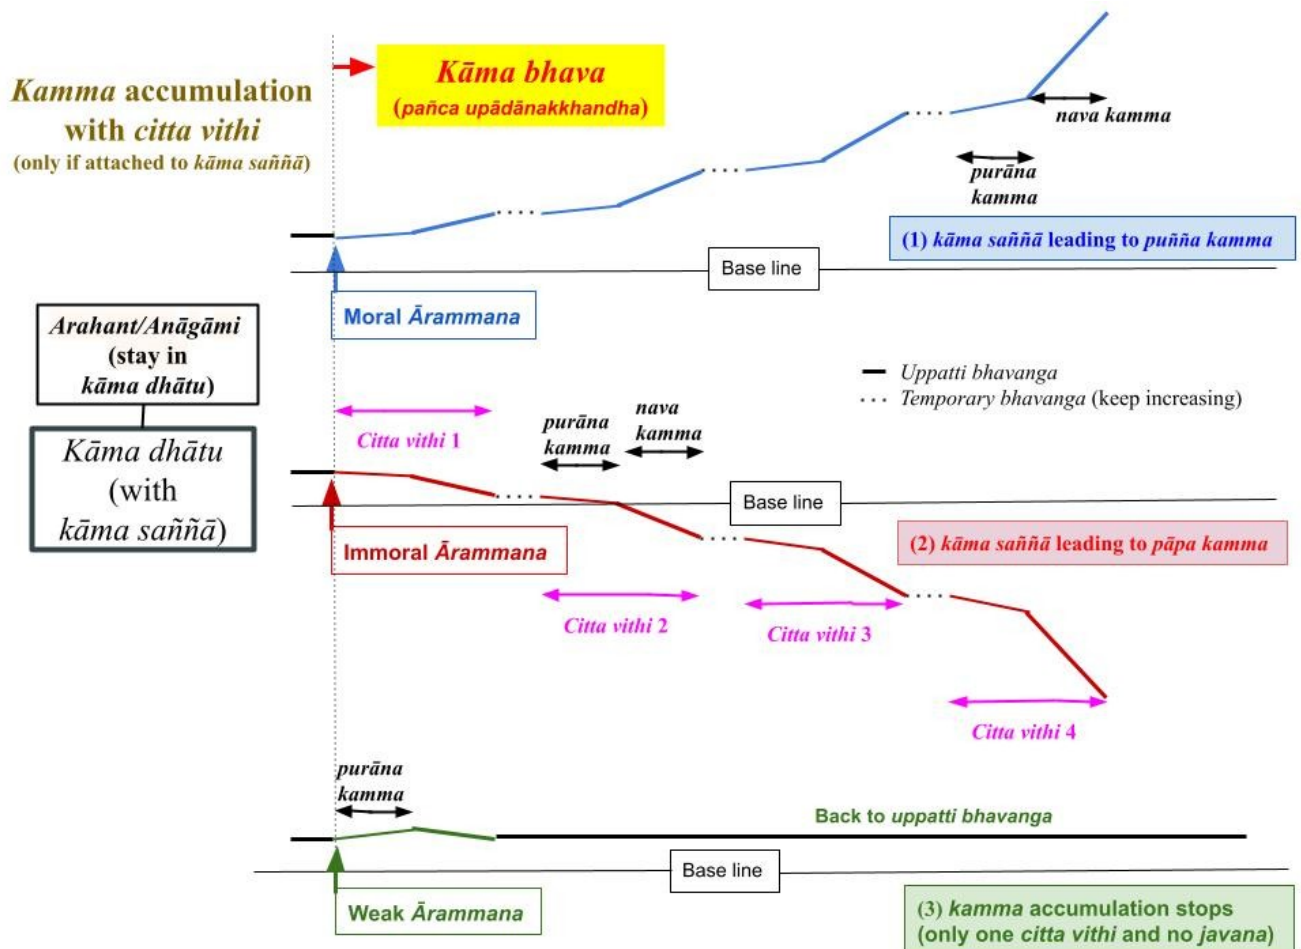 Kamma accumulation
with citta vithi
(only if attached to kāma saññā)
Kāma bhava
(pañca upādānakkhandha)
nava kamma
purāna
kamma
(1) kāma saññā leading to puñña kamma
Base line
Moral Ārammana
Arahant/Anāgāmi
(stay in
kāma dhātu)
Kāma dhātu
(with
kāma saññā)
Uppatti bhavanga
Temporary bhavanga (keep increasing)
Citta vithi 1
purāna
kamma
nava
kamma
Base line
Immoral Ārammana
(2) kāma saññā leading to pāpa kamma
Citta vithi 2
Citta vithi 3
Citta vithi 4
purāna
kamma
Back to uppatti bhavanga
Base line
Weak Ārammana
(3) kamma accumulation stops
(only one citta vithi and no javana)